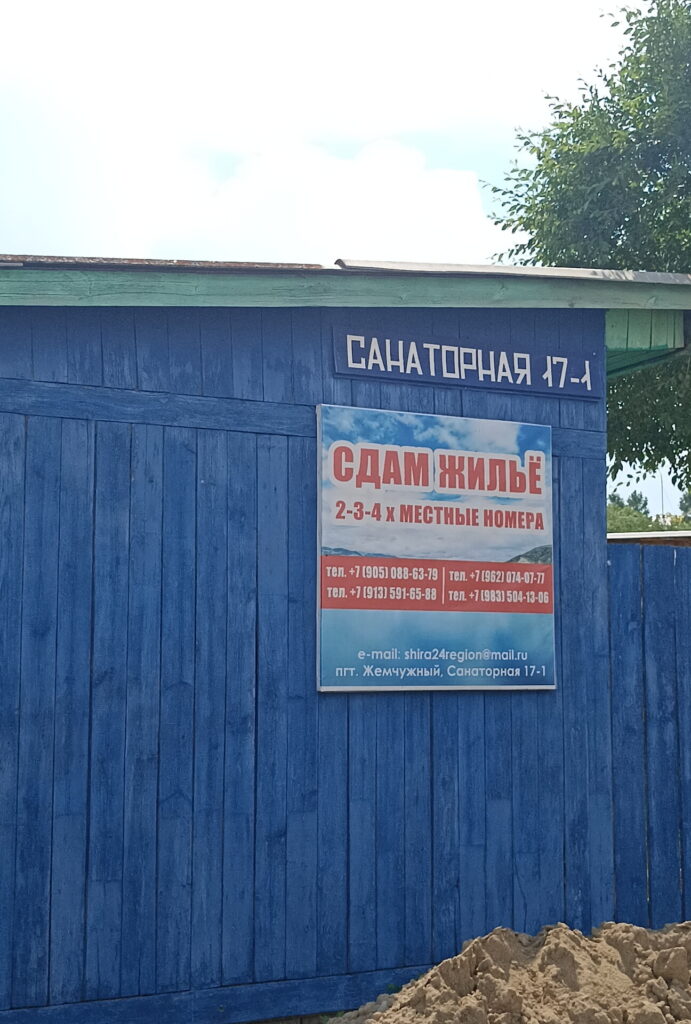 САНАТОРНАЯ 17-1
СДАМ ЖИЛЬЁ
2-3-4 х МЕСТНЫЕ НОМЕРА
тел. +7 (905) 088-63-79 тел. +7 (962) 074-07-77
тел. +7 (913) 591-65-88 тел. +7 (983) 504-13-06
e-mail: shira24region@mail.ru
пгт. Жемчужный, Санаторная 17-1